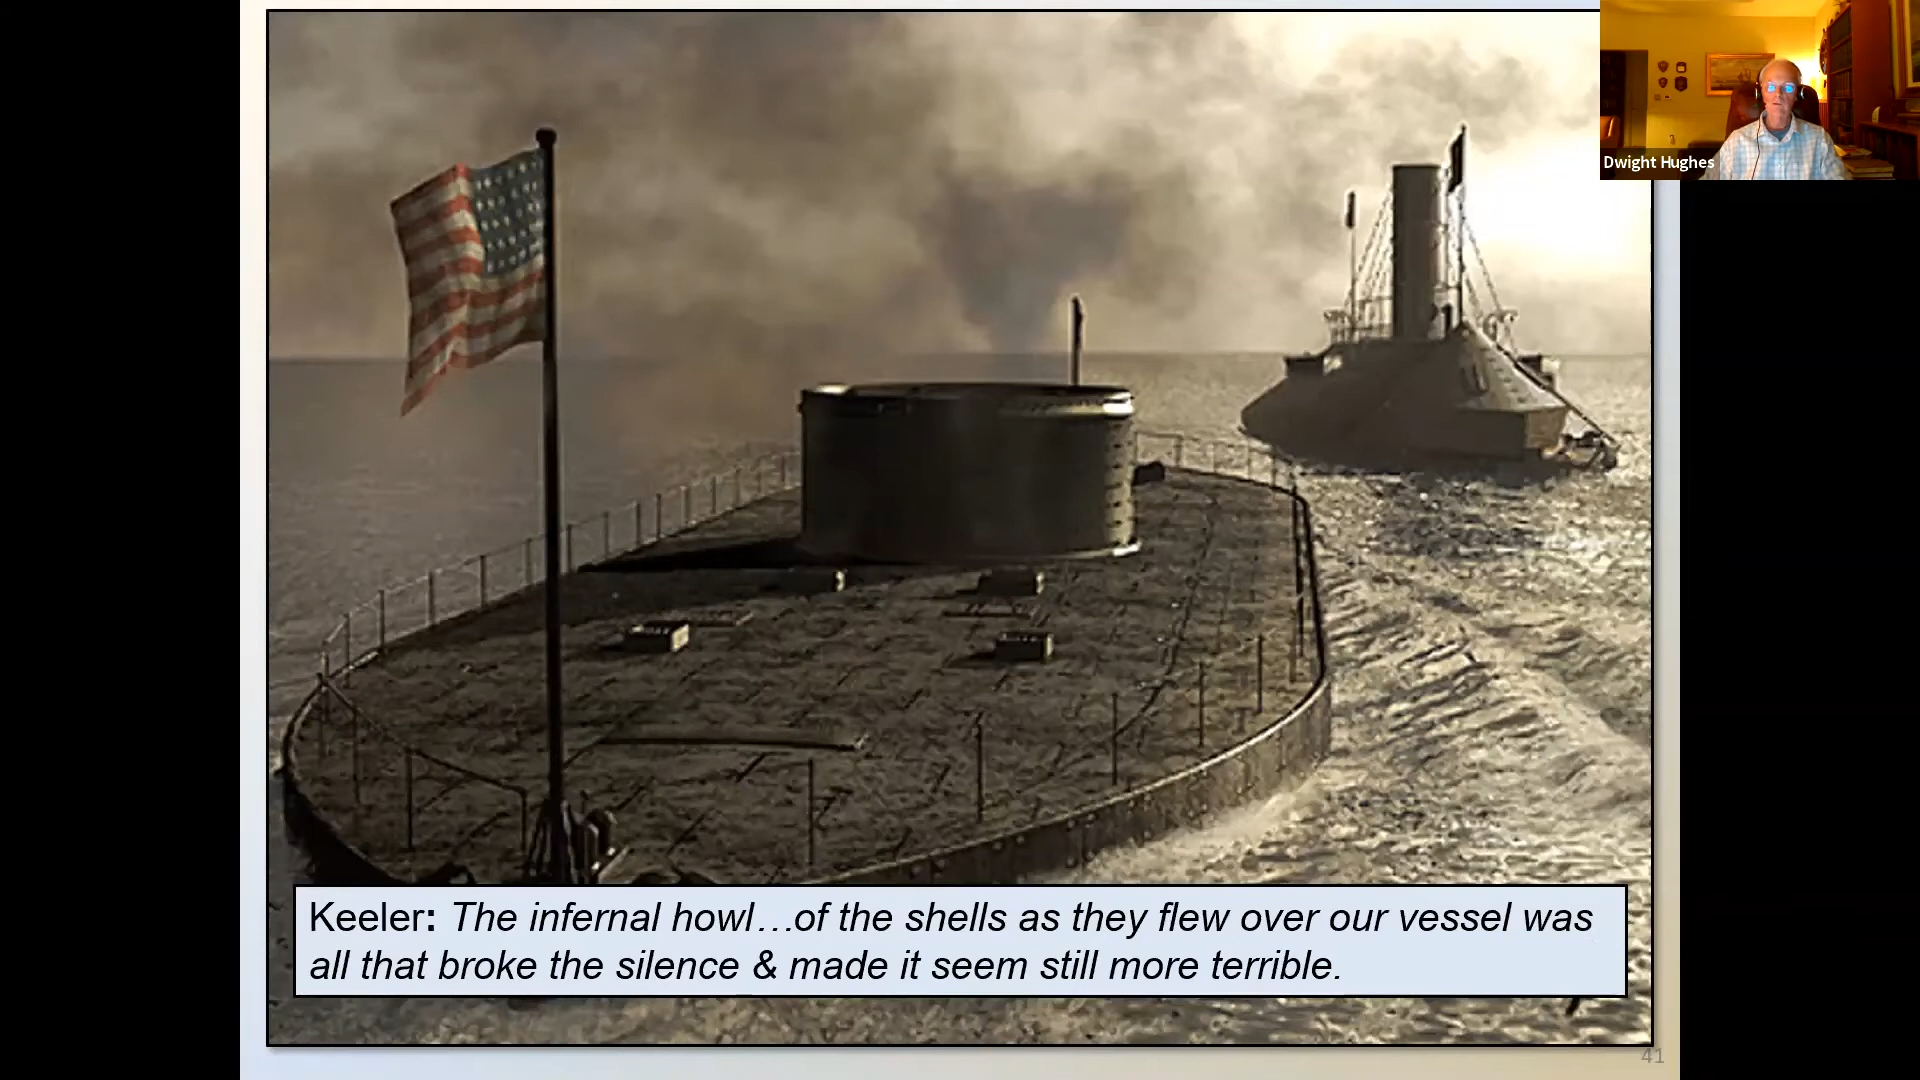 Dwight Hughes
Keeler: The infernal howl…of the shells as they flew over our vessel was
all that broke the silence & made it seem still more terrible.
41